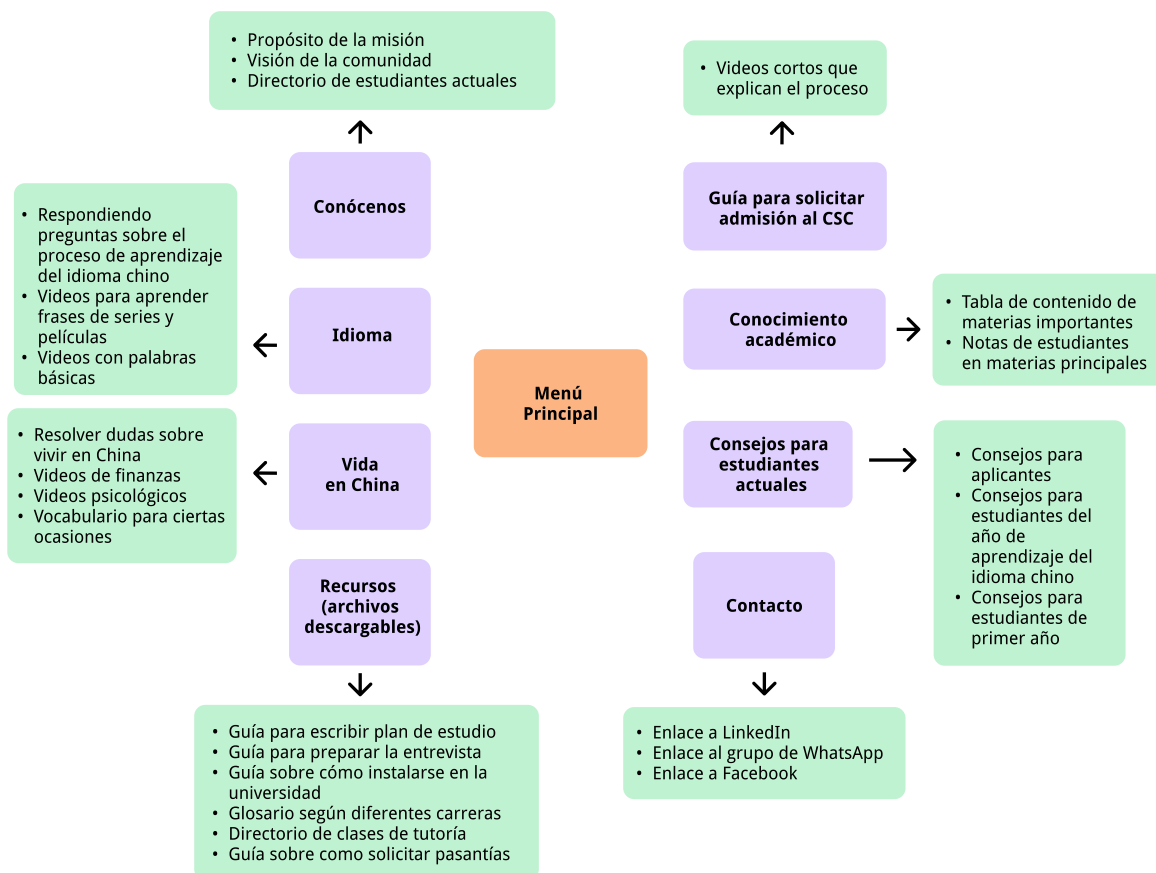 • Propósito de la misión
• Visión de la comunidad
• Directorio de estudiantes actuales
Conócenos
• Respondiendo
preguntas sobre el
proceso de aprendizaje
del idioma chino
• Videos para aprender
frases de series y
películas
• Videos con palabras
básicas
Idioma
• Resolver dudas sobre
vivir en China
• Videos de finanzas
• Videos psicológicos
• Vocabulario para ciertas
ocasiones
Vida
en China
Recursos
(archivos
descargables)
• Guía para escribir plan de estudio
• Guía para preparar la entrevista
• Guía sobre cómo instalarse en la
universidad
• Glosario según diferentes carreras
• Directorio de clases de tutoría
• Guía sobre como solicitar pasantías
Menú
Principal
• Videos cortos que
explican el proceso
Guía para solicitar
admisión al CSC
Conocimiento
académico
• Tabla de contenido de
materias importantes
• Notas de estudiantes
en materias principales
Consejos para
estudiantes
actuales
• Consejos para
aplicantes
• Consejos para
estudiantes del
año de
aprendizaje del
idioma chino
• Consejos para
estudiantes de
primer año
Contacto
• Enlace a LinkedIn
• Enlace al grupo de WhatsApp
• Enlace a Facebook